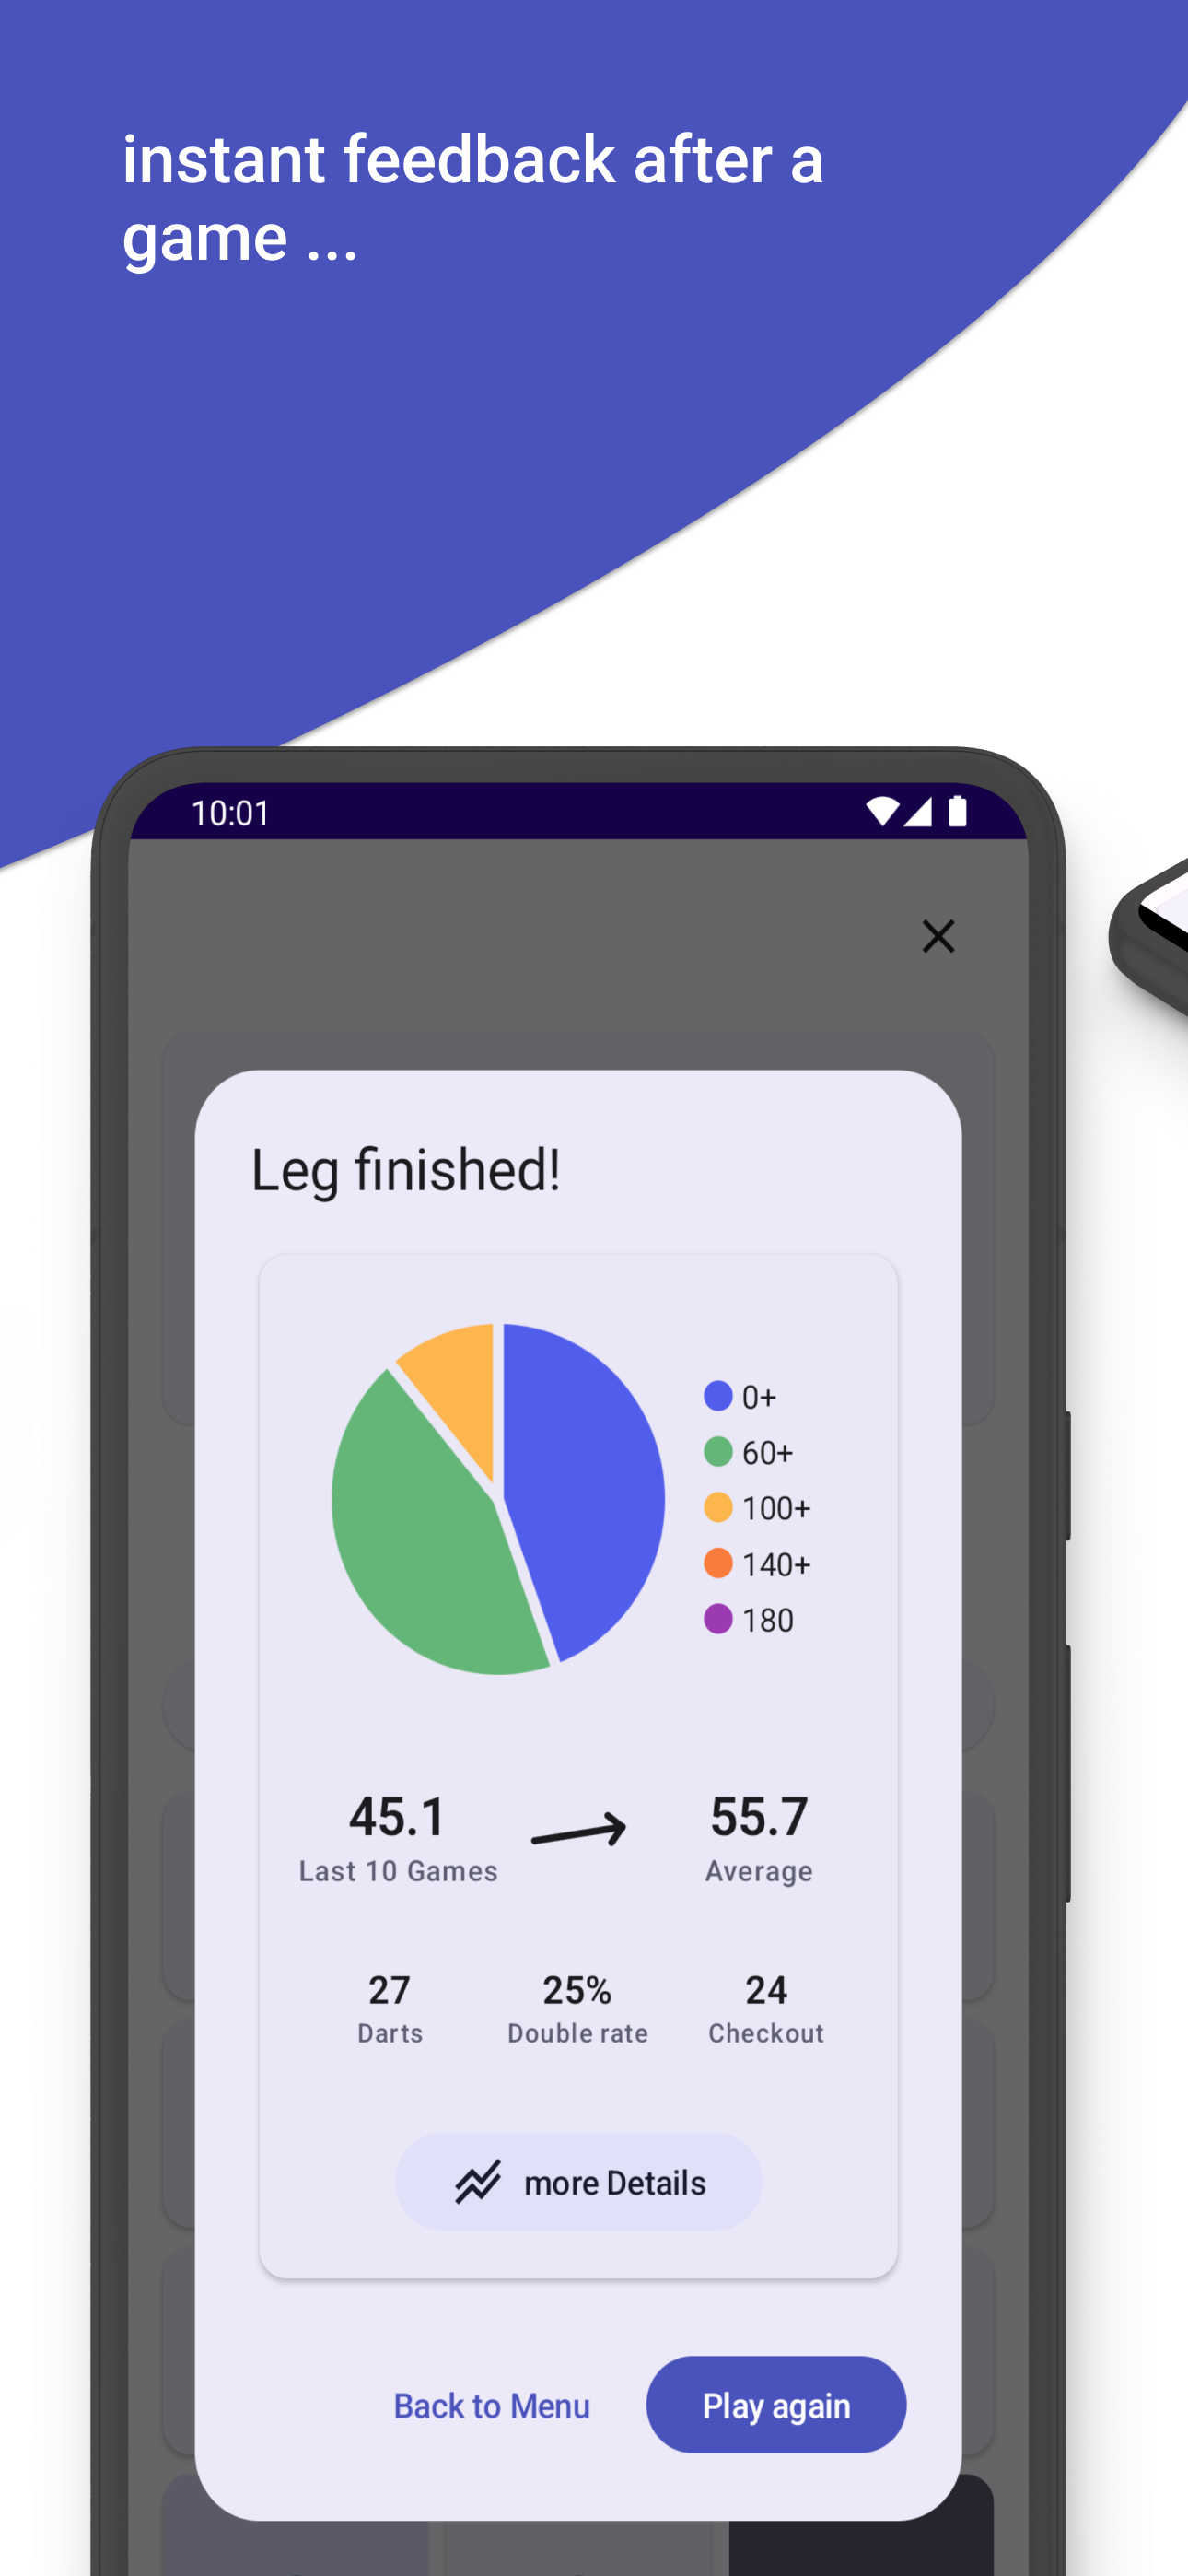 instant feedback after a
game ...
10:01
Leg finished!
0+
60+
100+
140+
180
45.1
Last 10 Games
55.7
Average
27
Darts
25%
Double rate
24
Checkout
more Details
Back to Menu
Play again